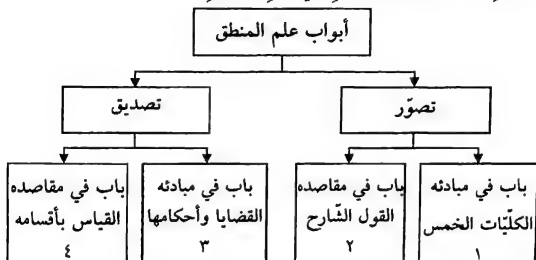 أبواب علم المنطق
تصوّر
تصديق
باب في مبادئه
الكلّيّات الخمس
١
باب في مقاصده
القول الشّارح
٢
باب في مبادئه
القضايا وأحكامها
٣
باب في مقاصده
القياس بأقسامه
٤